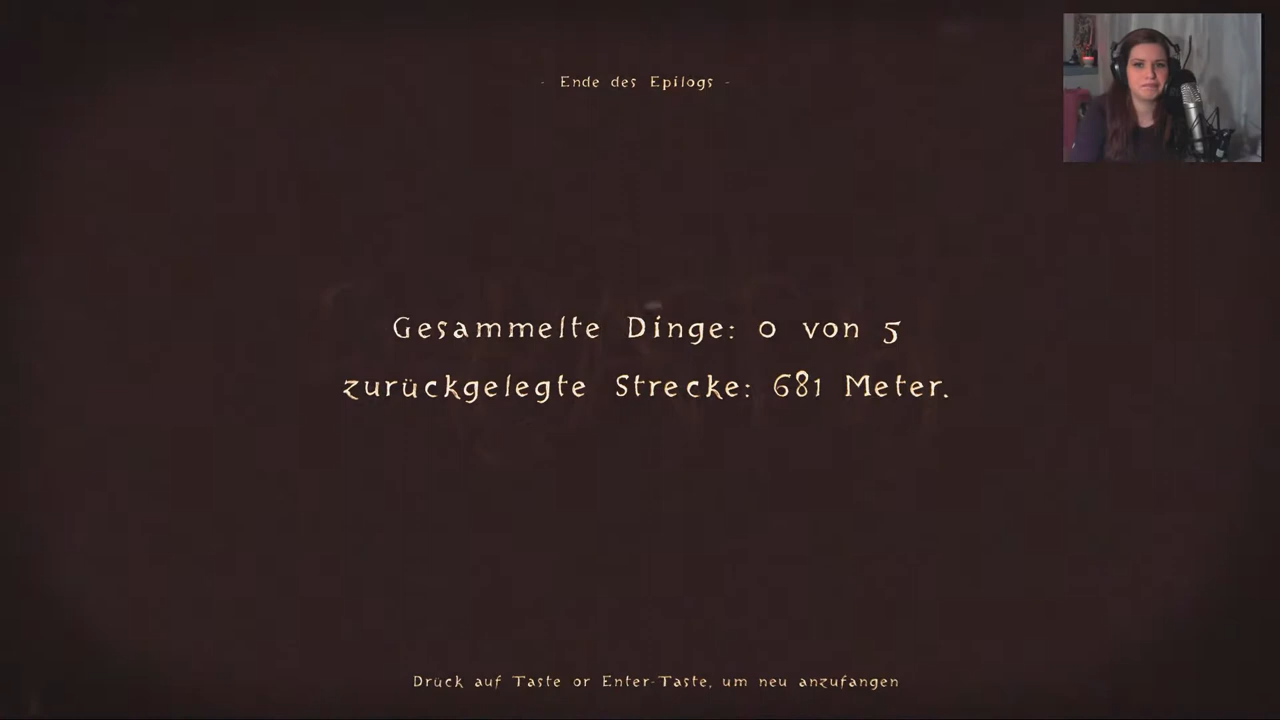 - Ende des Epilogs -
Gesammelte Dinge: 0 von 5
zurückgelegte Strecke: 681 Meter.
Drück auf Taste or Enter-Taste, um neu anzufangen